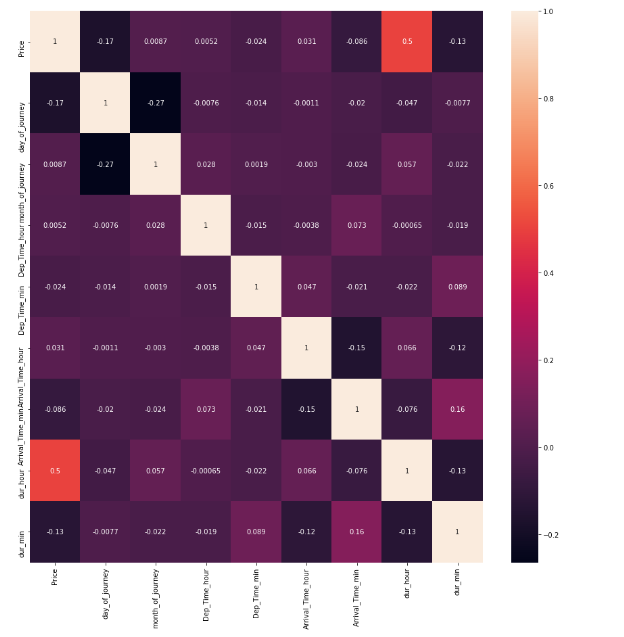 Price 1 -0.17 0.0087 0.0052 -0.024 0.031 -0.086 0.5 -0.13
day_of_journey -0.17 1 -0.27 -0.0076 -0.014 -0.0011 -0.02 -0.047 -0.0077
month_of_journey 0.0087 -0.27 1 0.028 0.0019 -0.003 -0.024 0.057 -0.022
Dep_Time_hour 0.0052 -0.0076 0.028 1 -0.015 -0.0038 0.073 -0.00065 -0.019
Dep_Time_min -0.024 -0.014 0.0019 -0.015 1 0.047 -0.021 -0.022 0.089
Arrival_Time_hour 0.031 -0.0011 -0.003 -0.0038 0.047 1 -0.15 0.066 -0.12
Arrival_Time_min -0.086 -0.02 -0.024 0.073 -0.021 -0.15 1 -0.076 0.16
dur_hour 0.5 -0.047 0.057 -0.00065 -0.022 0.066 -0.076 1 -0.13
dur_min -0.13 -0.0077 -0.022 -0.019 0.089 -0.12 0.16 -0.13 1
Price day_of_journey month_of_journey Dep_Time_hour Dep_Time_min Arrival_Time_hour Arrival_Time_min dur_hour dur_min
1.0
0.8
0.6
0.4
0.2
0.0
−0.2